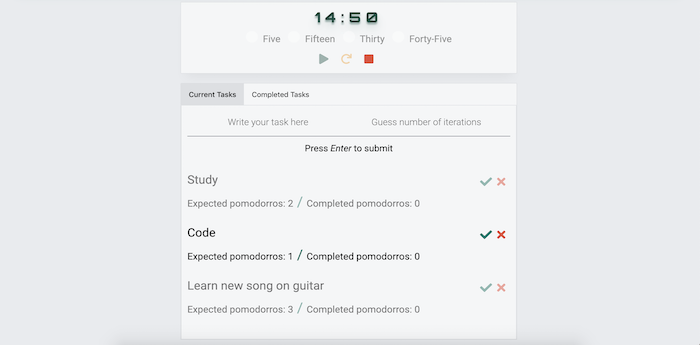 14:50
Five Fifteen Thirty Forty-Five
Current Tasks Completed Tasks
Write your task here Guess number of iterations
Press Enter to submit
Study
Expected pomodorros: 2 / Completed pomodorros: 0
Code
Expected pomodorros: 1 / Completed pomodorros: 0
Learn new song on guitar
Expected pomodorros: 3 / Completed pomodorros: 0